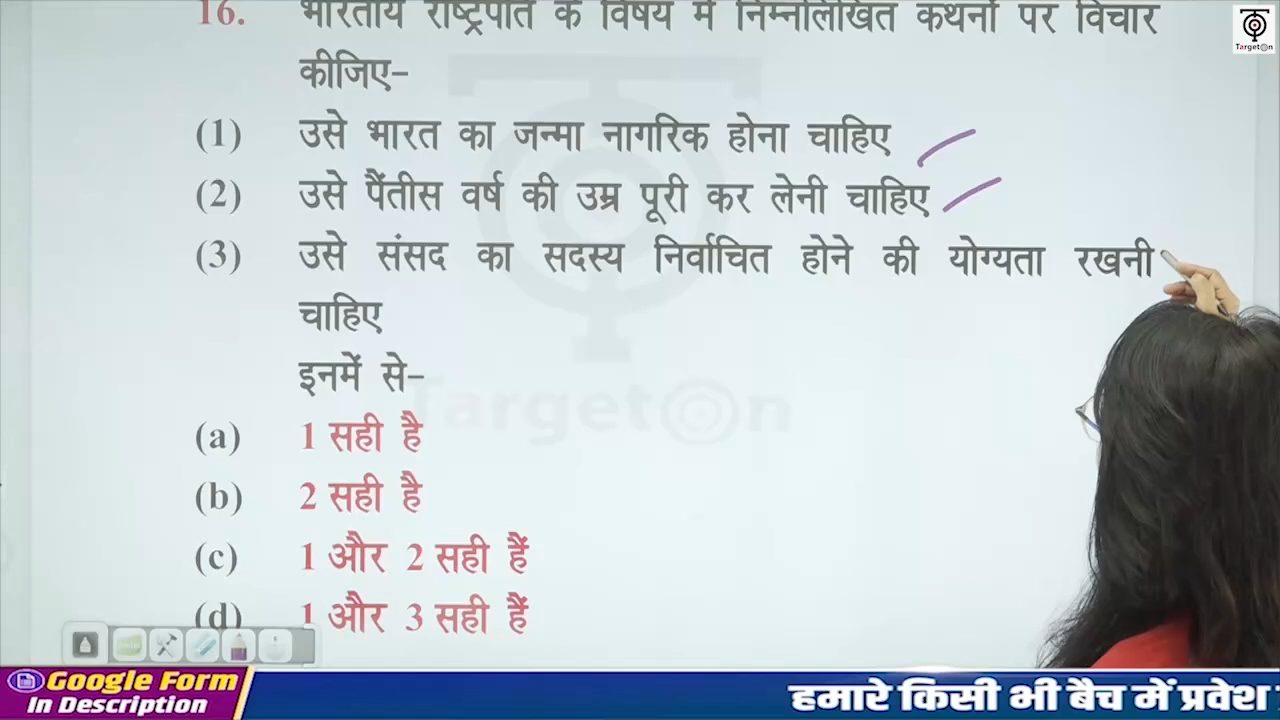 16. भारतीय राष्ट्रपति के विषय में निम्नलिखित कथनों पर विचार
कीजिए-
(1) उसे भारत का जन्मा नागरिक होना चाहिए
(2) उसे पैंतीस वर्ष की उम्र पूरी कर लेनी चाहिए
(3) उसे संसद का सदस्य निर्वाचित होने की योग्यता रखनी
चाहिए
इनमें से-
(a) 1 सही है
(b) 2 सही है
(c) 1 और 2 सही हैं
(d) 1 और 3 सही हैं
TargetOn
TargetOn
Google Form
In Description
हमारे किसी भी बैच में प्रवेश